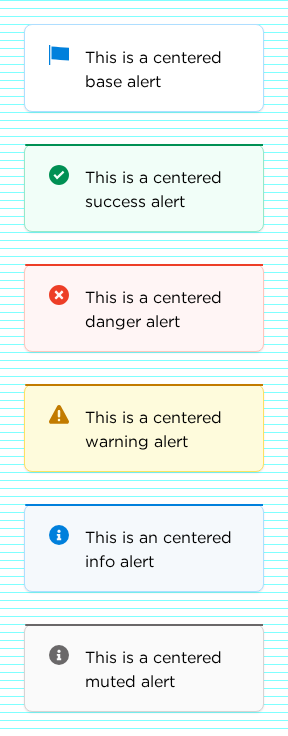 This is a centered
base alert
This is a centered
success alert
This is a centered
danger alert
This is a centered
warning alert
This is an centered
info alert
This is a centered
muted alert